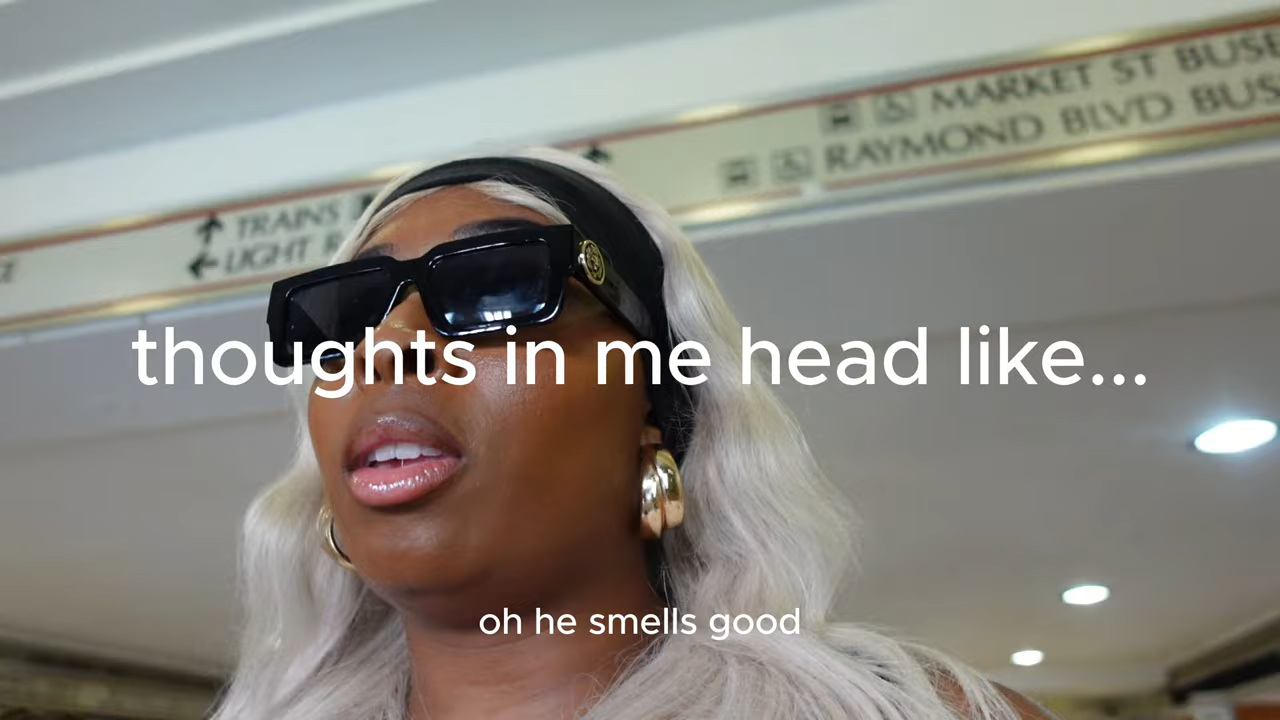 MARKET ST BUSE
RAYMOND BLVD BUS
TRAINS
LIGHT R
thoughts in me head like...
oh he smells good